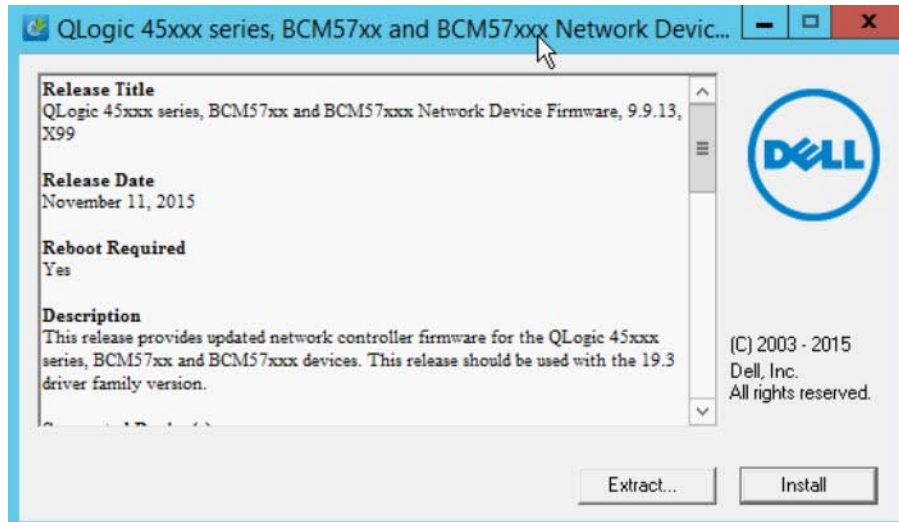 QLogic 45xxx series, BCM57xx and BCM57xxx Network Devic...
Release Title
QLogic 45xxx series, BCM57xx and BCM57xxx Network Device Firmware, 9.9.13,
X99
Release Date
November 11, 2015
Reboot Required
Yes
Description
This release provides updated network controller firmware for the QLogic 45xxx
series, BCM57xx and BCM57xxx devices. This release should be used with the 19.3
driver family version.
DELL
(C) 2003 - 2015
Dell, Inc.
All rights reserved.
Extract...
Install